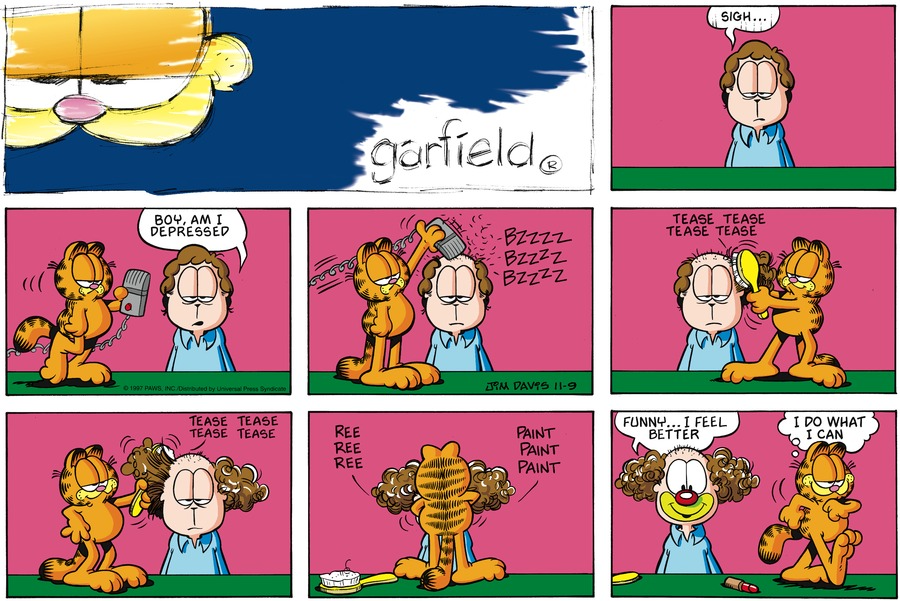 garfield ®
SIGH...
BOY, AM I
DEPRESSED
© 1997 PAWS, INC./Distributed by Universal Press Syndicate
BZZZZ
BZZZZ
BZZZZ
JIM DAVIS 11-9
TEASE TEASE
TEASE TEASE
TEASE TEASE
TEASE TEASE
REE
REE
REE
PAINT
PAINT
PAINT
FUNNY... I FEEL
BETTER
I DO WHAT
I CAN